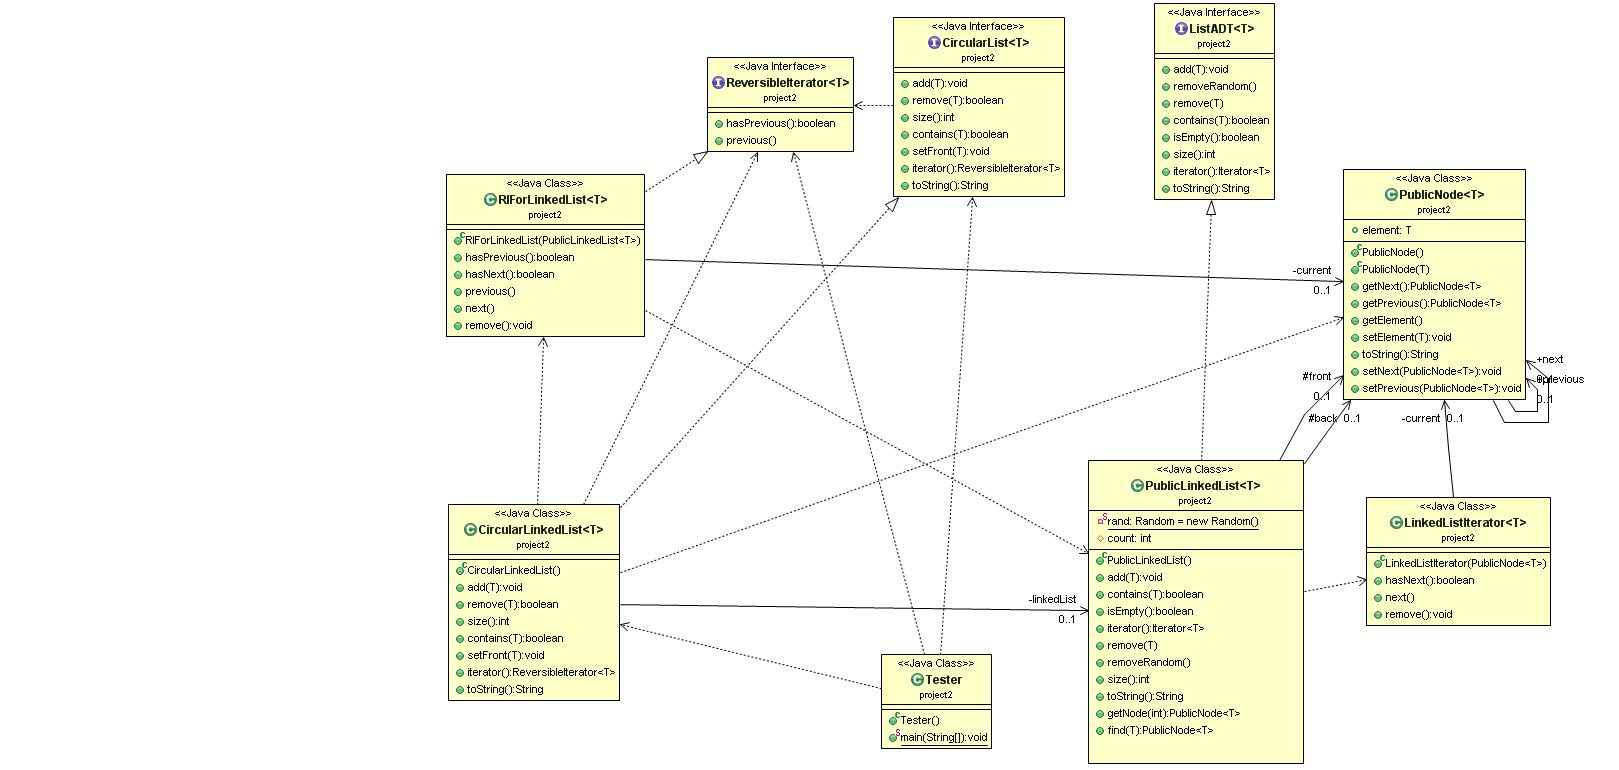 <<Java Interface>>
ReversibleIterator<T>
project2
hasPrevious():boolean
previous()
<<Java Interface>>
CircularList<T>
project2
add(T):void
remove(T):boolean
size():int
contains(T):boolean
setFront(T):void
iterator():ReversibleIterator<T>
toString():String
<<Java Interface>>
ListADT<T>
project2
add(T):void
removeRandom()
remove(T)
contains(T):boolean
isEmpty():boolean
size():int
iterator():Iterator<T>
toString():String
<<Java Class>>
RIForLinkedList<T>
project2
RIForLinkedList(PublicLinkedList<T>)
hasPrevious():boolean
hasNext():boolean
previous()
next()
remove():void
<<Java Class>>
PublicNode<T>
project2
element: T
PublicNode()
PublicNode(T)
getNext():PublicNode<T>
getPrevious():PublicNode<T>
getElement()
setElement(T):void
toString():String
setNext(PublicNode<T>):void
setPrevious(PublicNode<T>):void
-current
0..1
+next
+previous
0..1
#front
0..1
#back 0..1
-current 0..1
<<Java Class>>
CircularLinkedList<T>
project2
CircularLinkedList()
add(T):void
remove(T):boolean
size():int
contains(T):boolean
setFront(T):void
iterator():ReversibleIterator<T>
toString():String
-linkedList
0..1
<<Java Class>>
Tester
project2
Tester()
main(String[]):void
<<Java Class>>
PublicLinkedList<T>
project2
rand: Random = new Random()
count: int
PublicLinkedList()
add(T):void
contains(T):boolean
isEmpty():boolean
iterator():Iterator<T>
remove(T)
removeRandom()
size():int
toString():String
getNode(int):PublicNode<T>
find(T):PublicNode<T>
<<Java Class>>
LinkedListIterator<T>
project2
LinkedListIterator(PublicNode<T>)
hasNext():boolean
next()
remove():void